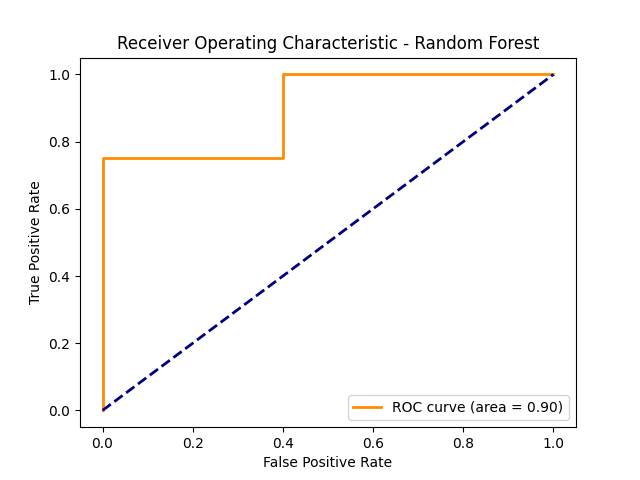 Receiver Operating Characteristic - Random Forest
1.0
0.8
0.6
0.4
0.2
0.0
True Positive Rate
ROC curve (area = 0.90)
0.0 0.2 0.4 0.6 0.8 1.0
False Positive Rate